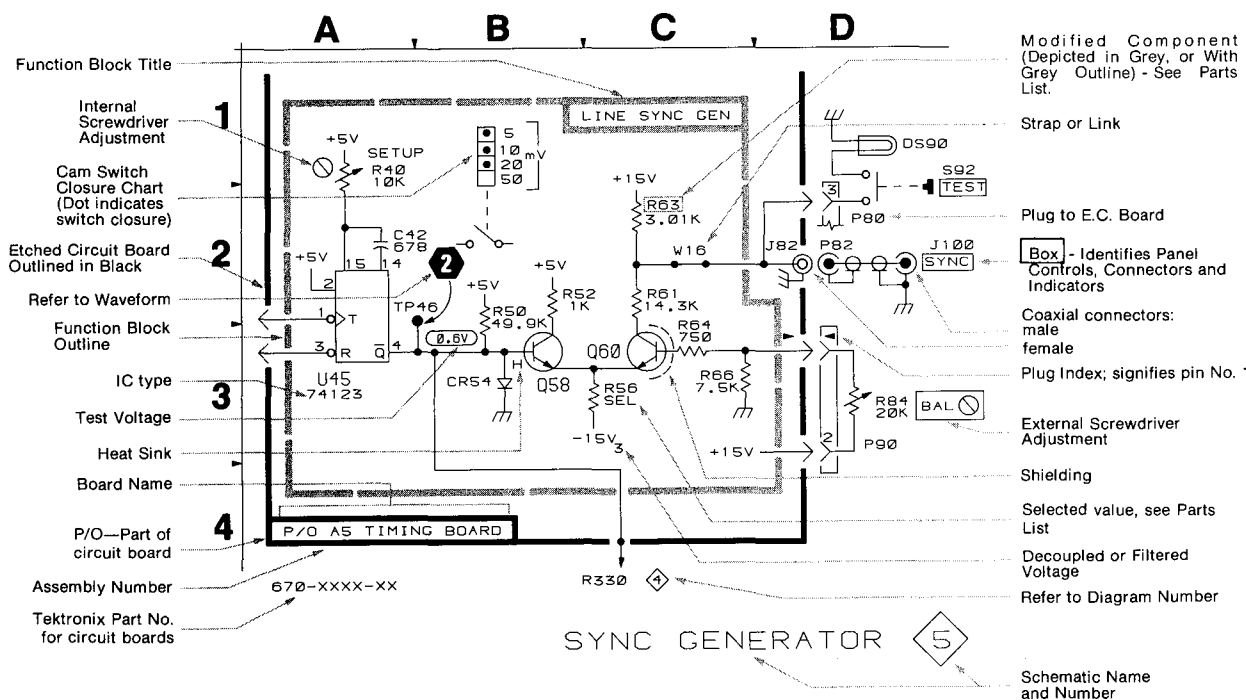 A
B
C
D
1
2
3
4
Function Block Title
Internal
Screwdriver
Adjustment
Cam Switch
Closure Chart
(Dot indicates
switch closure)
Etched Circuit Board
Outlined in Black
Refer to Waveform
Function Block
Outline
IC type
Test Voltage
Heat Sink
Board Name
P/O—Part of
circuit board
Assembly Number
Tektronix Part No.
for circuit boards
LINE SYNC GEN
+5V
SETUP
R40
10K
5
10
20
50
mV
C42
678
15
14
+5V
2
1
T
3
R
Q
4
U45
74123
2
TP46
0.6V
+5V
R50
49.9K
CR54
+5V
R52
1K
H
Q58
+15V
R63
3.01K
W16
R61
14.3K
Q60
R64
750
R66
7.5K
R56
SEL
-15V
3
+15V
J82
P82
3
P80
DS90
S92
TEST
J100
SYNC
R84
20K
BAL
2
P90
P/O A5 TIMING BOARD
670-XXXX-XX
R330
4
SYNC GENERATOR
5
Modified Component
(Depicted in Grey, or With
Grey Outline) - See Parts
List.
Strap or Link
Plug to E.C. Board
Box - Identifies Panel
Controls, Connectors and
Indicators
Coaxial connectors:
male
female
Plug Index; signifies pin No. 1
External Screwdriver
Adjustment
Shielding
Selected value, see Parts
List
Decoupled or Filtered
Voltage
Refer to Diagram Number
Schematic Name
and Number